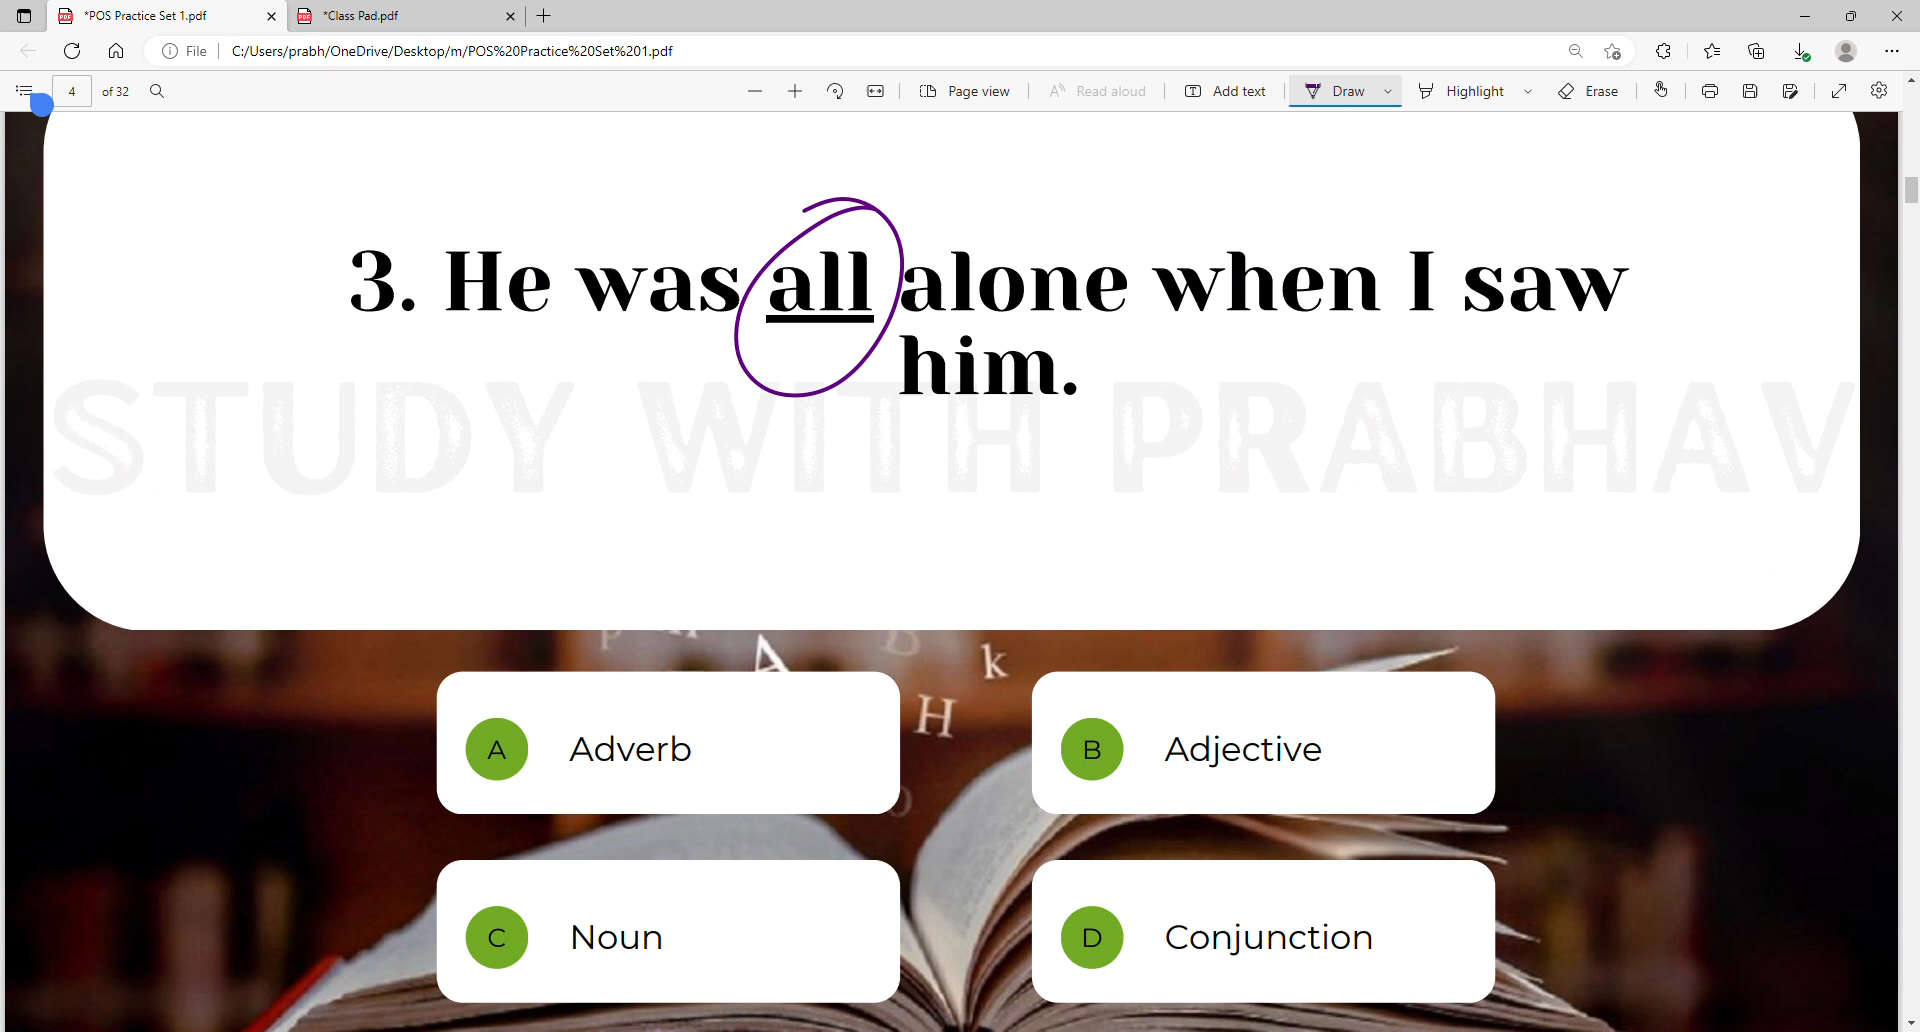 *POS Practice Set 1.pdf
*Class Pad.pdf
File
C:/Users/prabh/OneDrive/Desktop/m/POS%20Practice%20Set%201.pdf
4 of 32
Page view
Read aloud
Add text
Draw
Highlight
Erase
3. He was all alone when I saw
him.
STUDY WITH PRABHAV
A
k
B
H
A Adverb
B Adjective
C Noun
D Conjunction